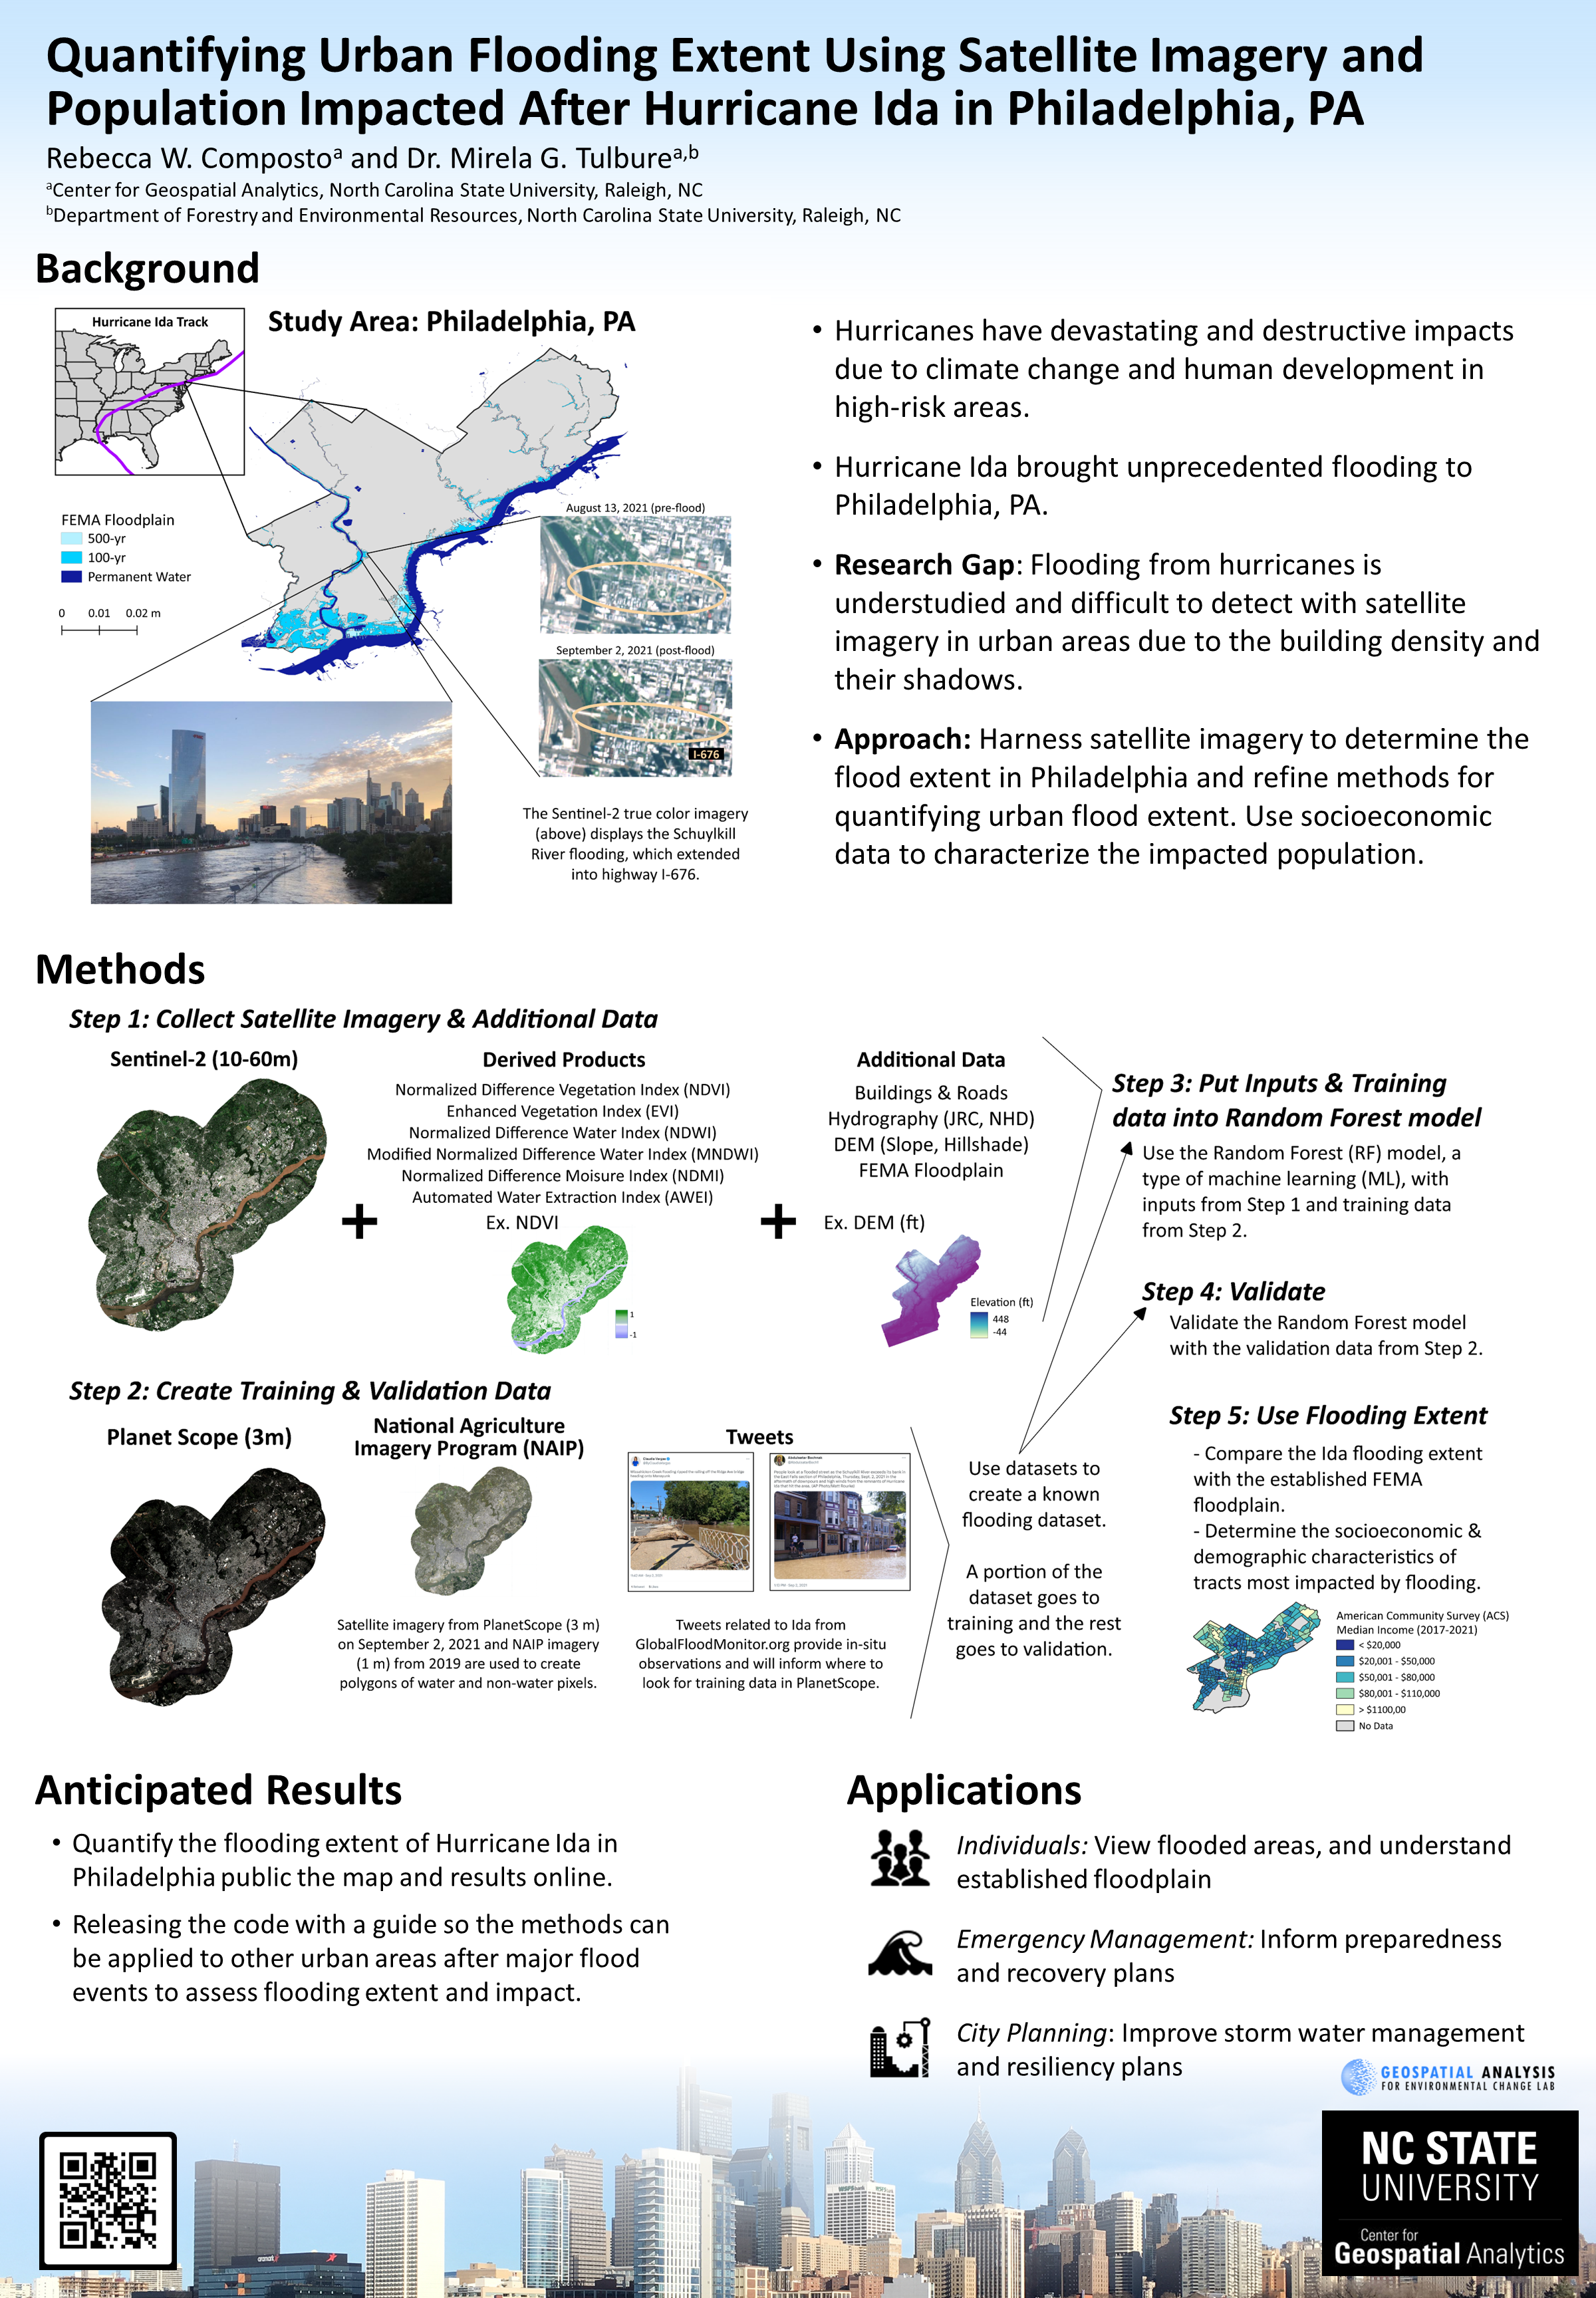 Quantifying Urban Flooding Extent Using Satellite Imagery and
Population Impacted After Hurricane Ida in Philadelphia, PA
Rebecca W. Compostoᵃ and Dr. Mirela G. Tulbureᵃ,ᵇ
ᵃCenter for Geospatial Analytics, North Carolina State University, Raleigh, NC
ᵇDepartment of Forestry and Environmental Resources, North Carolina State University, Raleigh, NC
Background
Hurricane Ida Track
Study Area: Philadelphia, PA
FEMA Floodplain
500-yr
100-yr
Permanent Water
0 0.01 0.02 m
August 13, 2021 (pre-flood)
September 2, 2021 (post-flood)
I-676
The Sentinel-2 true color imagery
(above) displays the Schuylkill
River flooding, which extended
into highway I-676.
• Hurricanes have devastating and destructive impacts
due to climate change and human development in
high-risk areas.
• Hurricane Ida brought unprecedented flooding to
Philadelphia, PA.
• Research Gap: Flooding from hurricanes is
understudied and difficult to detect with satellite
imagery in urban areas due to the building density and
their shadows.
• Approach: Harness satellite imagery to determine the
flood extent in Philadelphia and refine methods for
quantifying urban flood extent. Use socioeconomic
data to characterize the impacted population.
Methods
Step 1: Collect Satellite Imagery & Additional Data
Sentinel-2 (10-60m)
+
Derived Products
Normalized Difference Vegetation Index (NDVI)
Enhanced Vegetation Index (EVI)
Normalized Difference Water Index (NDWI)
Modified Normalized Difference Water Index (MNDWI)
Normalized Difference Moisure Index (NDMI)
Automated Water Extraction Index (AWEI)
Ex. NDVI
1
-1
+
Additional Data
Buildings & Roads
Hydrography (JRC, NHD)
DEM (Slope, Hillshade)
FEMA Floodplain
Ex. DEM (ft)
Elevation (ft)
448
-44
Step 2: Create Training & Validation Data
Planet Scope (3m)
National Agriculture
Imagery Program (NAIP)
Satellite imagery from PlanetScope (3 m)
on September 2, 2021 and NAIP imagery
(1 m) from 2019 are used to create
polygons of water and non-water pixels.
Tweets
Tweets related to Ida from
GlobalFloodMonitor.org provide in-situ
observations and will inform where to
look for training data in PlanetScope.
Use datasets to
create a known
flooding dataset.
A portion of the
dataset goes to
training and the rest
goes to validation.
Step 3: Put Inputs & Training
data into Random Forest model
Use the Random Forest (RF) model, a
type of machine learning (ML), with
inputs from Step 1 and training data
from Step 2.
Step 4: Validate
Validate the Random Forest model
with the validation data from Step 2.
Step 5: Use Flooding Extent
- Compare the Ida flooding extent
with the established FEMA
floodplain.
- Determine the socioeconomic &
demographic characteristics of
tracts most impacted by flooding.
American Community Survey (ACS)
Median Income (2017-2021)
< $20,000
$20,001 - $50,000
$50,001 - $80,000
$80,001 - $110,000
> $1100,00
No Data
Anticipated Results
• Quantify the flooding extent of Hurricane Ida in
Philadelphia public the map and results online.
• Releasing the code with a guide so the methods can
be applied to other urban areas after major flood
events to assess flooding extent and impact.
Applications
Individuals: View flooded areas, and understand
established floodplain
Emergency Management: Inform preparedness
and recovery plans
City Planning: Improve storm water management
and resiliency plans
GEOSPATIAL ANALYSIS
FOR ENVIRONMENTAL CHANGE LAB
NC STATE
UNIVERSITY
Center for
Geospatial Analytics
aramark